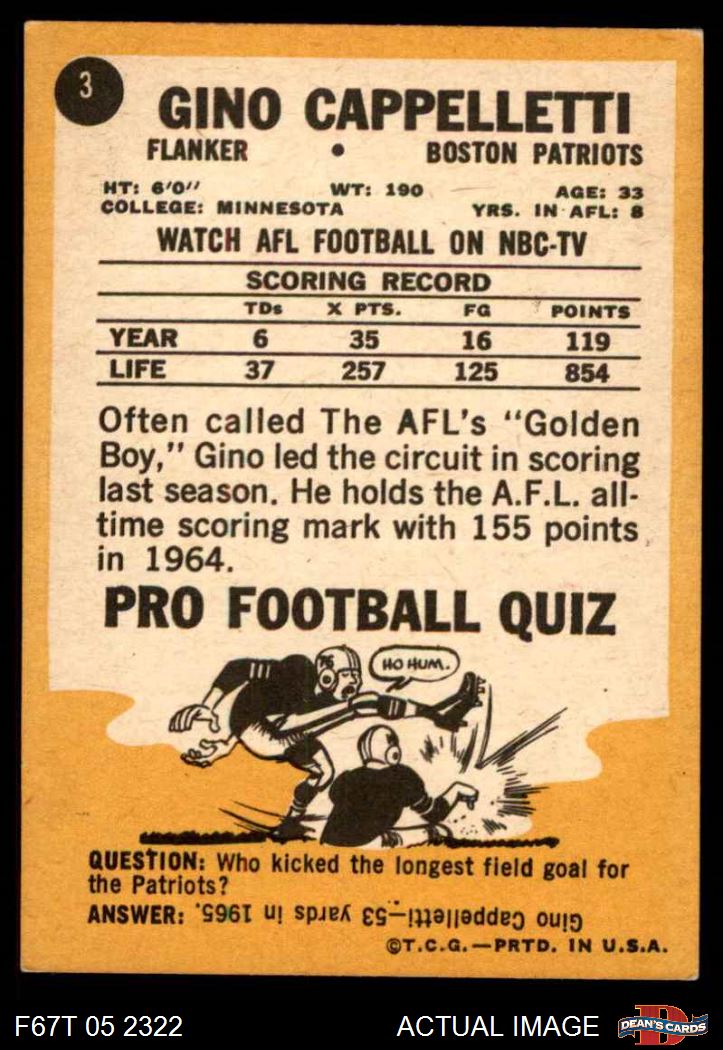 3
GINO CAPPELLETTI
FLANKER • BOSTON PATRIOTS
HT: 6'0" WT: 190 AGE: 33
COLLEGE: MINNESOTA YRS. IN AFL: 8
WATCH AFL FOOTBALL ON NBC-TV
SCORING RECORD
TDs X PTS. FG POINTS
YEAR 6 35 16 119
LIFE 37 257 125 854
Often called The AFL's "Golden
Boy," Gino led the circuit in scoring
last season. He holds the A.F.L. all-
time scoring mark with 155 points
in 1964.
PRO FOOTBALL QUIZ
76
HO HUM.
QUESTION: Who kicked the longest field goal for
the Patriots?
ANSWER: Gino Cappelletti—53 yards in 1965.
©T.C.G.—PRTD. IN U.S.A.
F67T 05 2322 ACTUAL IMAGE
D
DEAN'S CARDS